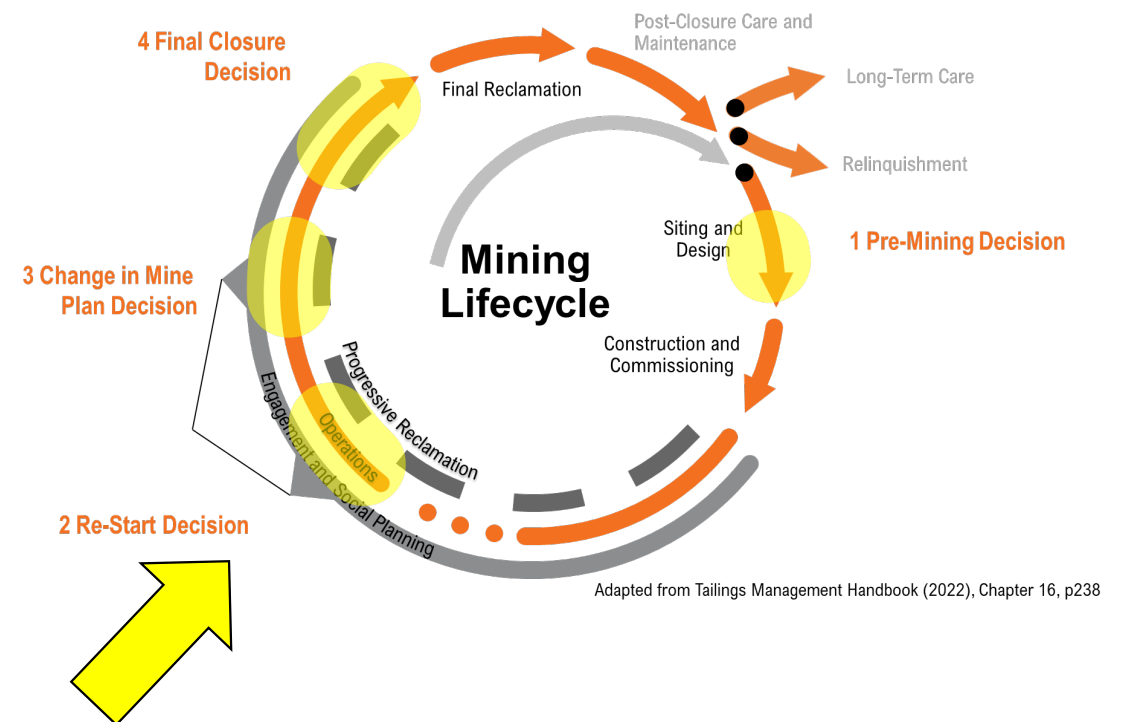 4 Final Closure
Decision
Final Reclamation
Post-Closure Care and
Maintenance
Long-Term Care
Relinquishment
Siting and
Design
1 Pre-Mining Decision
Mining
Lifecycle
3 Change in Mine
Plan Decision
Construction and
Commissioning
Progressive Reclamation
Operations
Engagement and Social Planning
2 Re-Start Decision
Adapted from Tailings Management Handbook (2022), Chapter 16, p238